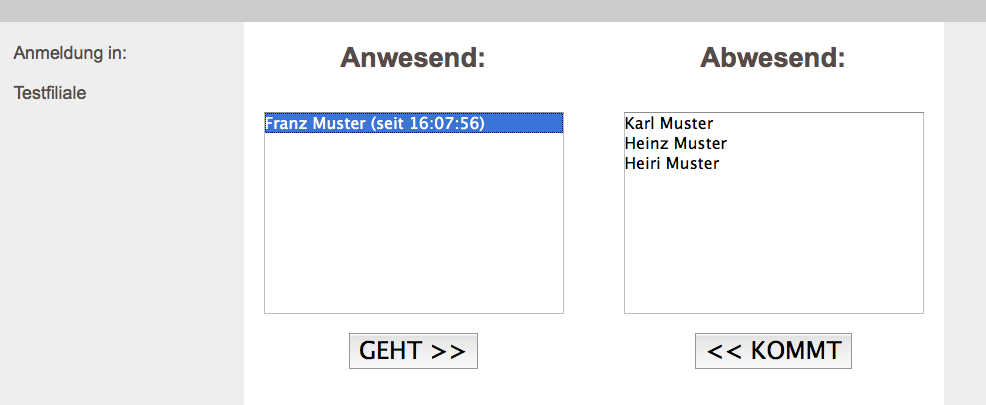 Anmeldung in:
Testfiliale
Anwesend:
Franz Muster (seit 16:07:56)
GEHT >>
Abwesend:
Karl Muster
Heinz Muster
Heiri Muster
<< KOMMT